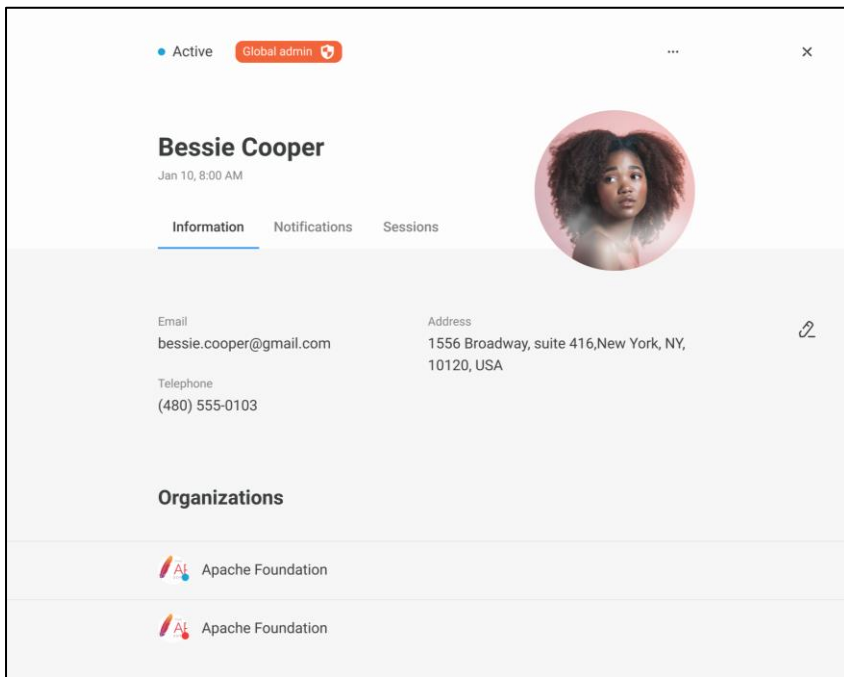 Active
Global admin
...
Bessie Cooper
Jan 10, 8:00 AM
Information
Notifications
Sessions
Email
bessie.cooper@gmail.com
Telephone
(480) 555-0103
Address
1556 Broadway, suite 416,New York, NY,
10120, USA
Organizations
Apache Foundation
Apache Foundation